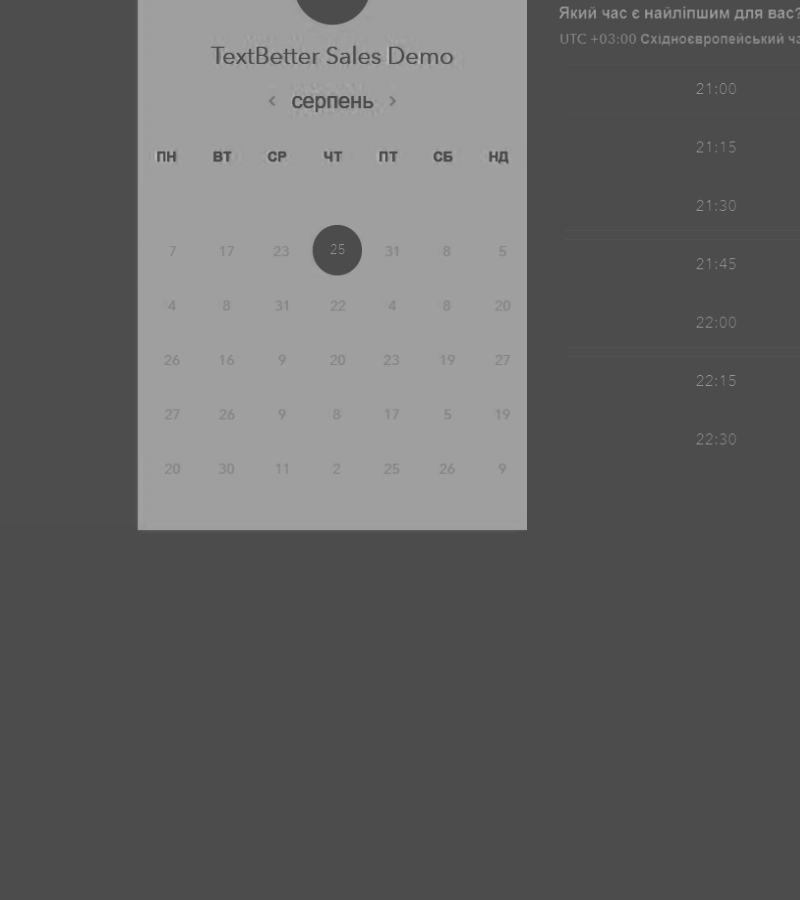 TextBetter Sales Demo
‹ серпень ›
ПН ВТ СР ЧТ ПТ СБ НД
7 17 23 25 31 8 5
4 8 31 22 4 8 20
26 16 9 20 23 19 27
27 26 9 8 17 5 19
20 30 11 2 25 26 9
Який час є найліпшим для вас?
UTC +03:00 Східноєвропейський
21:00
21:15
21:30
21:45
22:00
22:15
22:30